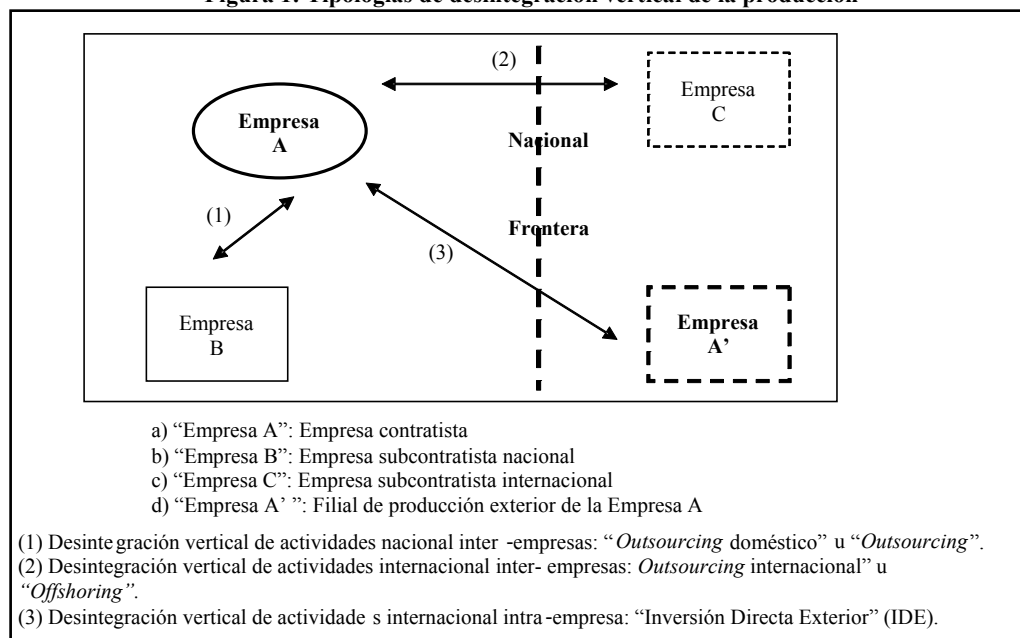 Figura 1: Tipologías de desintegración vertical de la producción
(2)
Empresa
A
Empresa
C
Nacional
(1)
Frontera
(3)
Empresa
B
Empresa
A’
a) “Empresa A”: Empresa contratista
b) “Empresa B”: Empresa subcontratista nacional
c) “Empresa C”: Empresa subcontratista internacional
d) “Empresa A’ ”: Filial de producción exterior de la Empresa A
(1) Desintegración vertical de actividades nacional inter -empresas: “Outsourcing doméstico” u “Outsourcing”.
(2) Desintegración vertical de actividades internacional inter- empresas: Outsourcing internacional” u
“Offshoring”.
(3) Desintegración vertical de actividade s internacional intra-empresa: “Inversión Directa Exterior” (IDE).